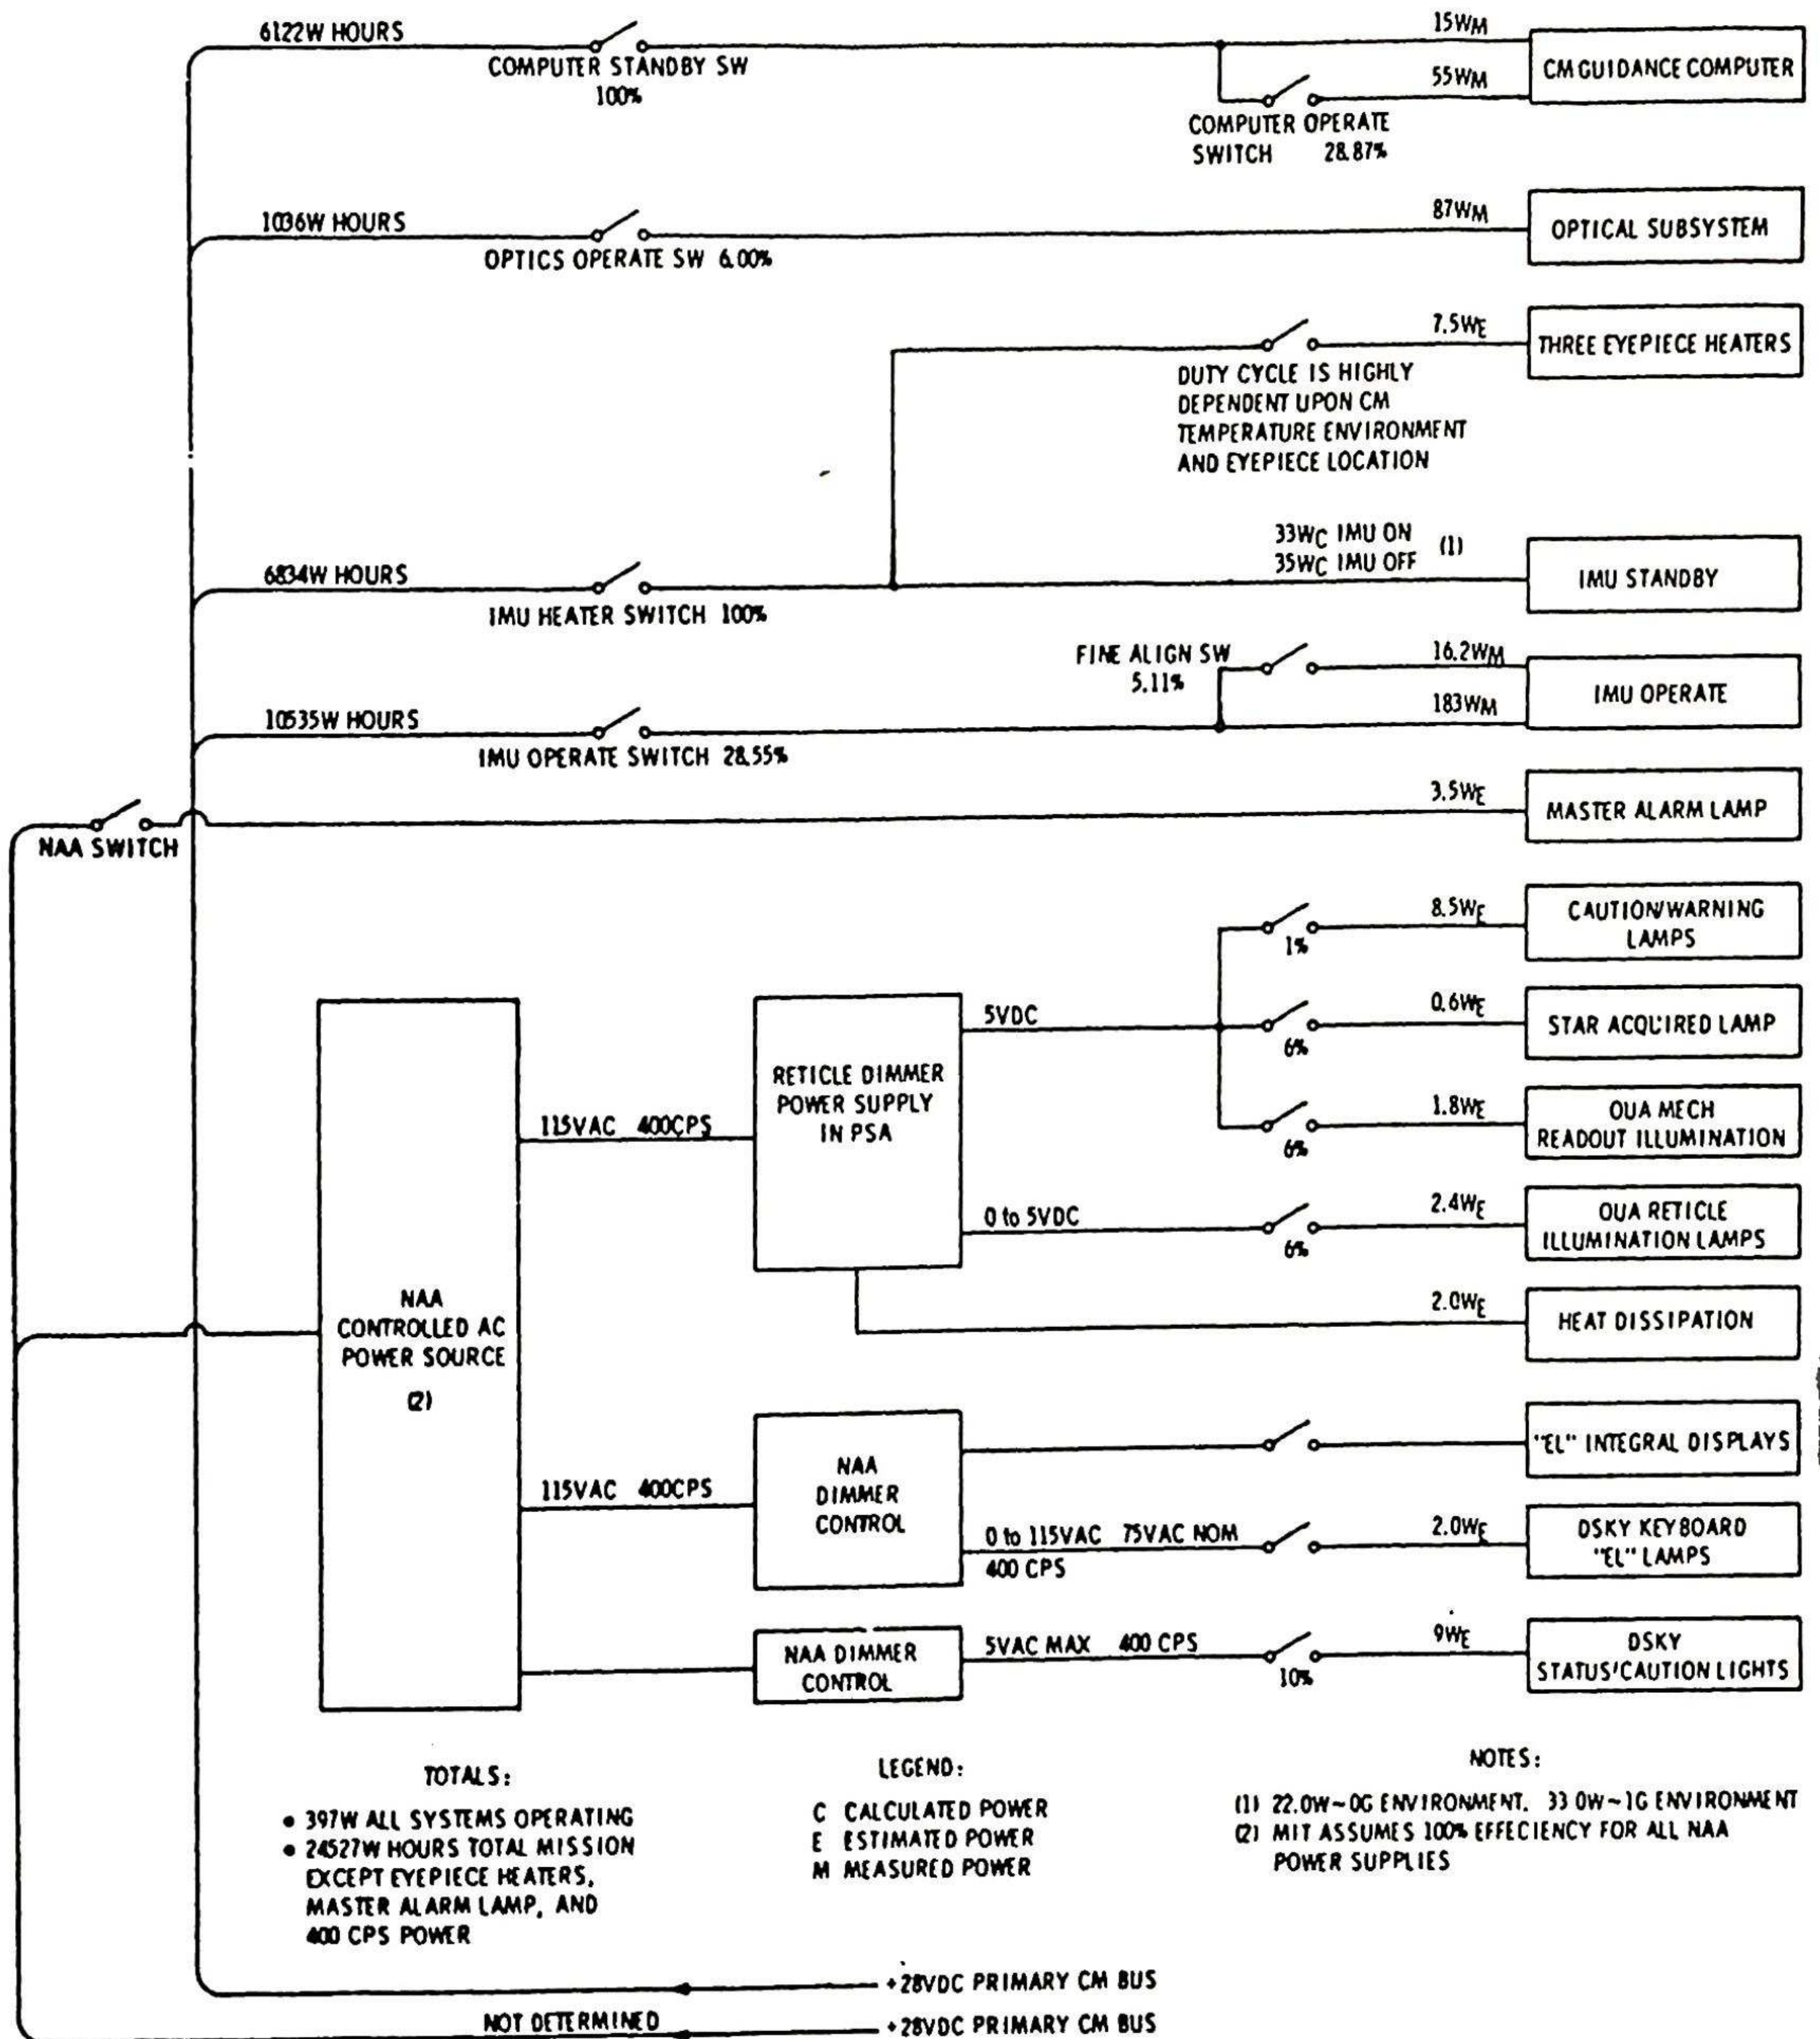 6122W HOURS
COMPUTER STANDBY SW
100%
15WM
55WM
CM GUIDANCE COMPUTER
COMPUTER OPERATE
SWITCH 28.87%
1036W HOURS
OPTICS OPERATE SW 6.00%
87WM
OPTICAL SUBSYSTEM
7.5WE
THREE EYEPIECE HEATERS
DUTY CYCLE IS HIGHLY
DEPENDENT UPON CM
TEMPERATURE ENVIRONMENT
AND EYEPIECE LOCATION
6834W HOURS
IMU HEATER SWITCH 100%
33WC IMU ON
35WC IMU OFF (1)
IMU STANDBY
FINE ALIGN SW
5.11%
16.2WM
183WM
IMU OPERATE
10535W HOURS
IMU OPERATE SWITCH 28.55%
NAA SWITCH
3.5WE
MASTER ALARM LAMP
8.5WE
1%
CAUTION/WARNING
LAMPS
5VDC
0.6WE
6%
STAR ACQUIRED LAMP
1.8WE
6%
OUA MECH
READOUT ILLUMINATION
RETICLE DIMMER
POWER SUPPLY
IN PSA
115VAC 400CPS
0 to 5VDC
2.4WE
6%
OUA RETICLE
ILLUMINATION LAMPS
2.0WE
HEAT DISSIPATION
NAA
CONTROLLED AC
POWER SOURCE
(2)
115VAC 400CPS
NAA
DIMMER
CONTROL
"EL" INTEGRAL DISPLAYS
0 to 115VAC 75VAC NOM
400 CPS
2.0WE
DSKY KEYBOARD
"EL" LAMPS
NAA DIMMER
CONTROL
5VAC MAX 400 CPS
10%
9WE
DSKY
STATUS/CAUTION LIGHTS
TOTALS:
• 397W ALL SYSTEMS OPERATING
• 24527W HOURS TOTAL MISSION
EXCEPT EYEPIECE HEATERS,
MASTER ALARM LAMP, AND
400 CPS POWER
LEGEND:
C CALCULATED POWER
E ESTIMATED POWER
M MEASURED POWER
NOTES:
(1) 22.0W~0G ENVIRONMENT. 33.0W~1G ENVIRONMENT
(2) MIT ASSUMES 100% EFFECIENCY FOR ALL NAA
POWER SUPPLIES
+28VDC PRIMARY CM BUS
NOT DETERMINED
+28VDC PRIMARY CM BUS